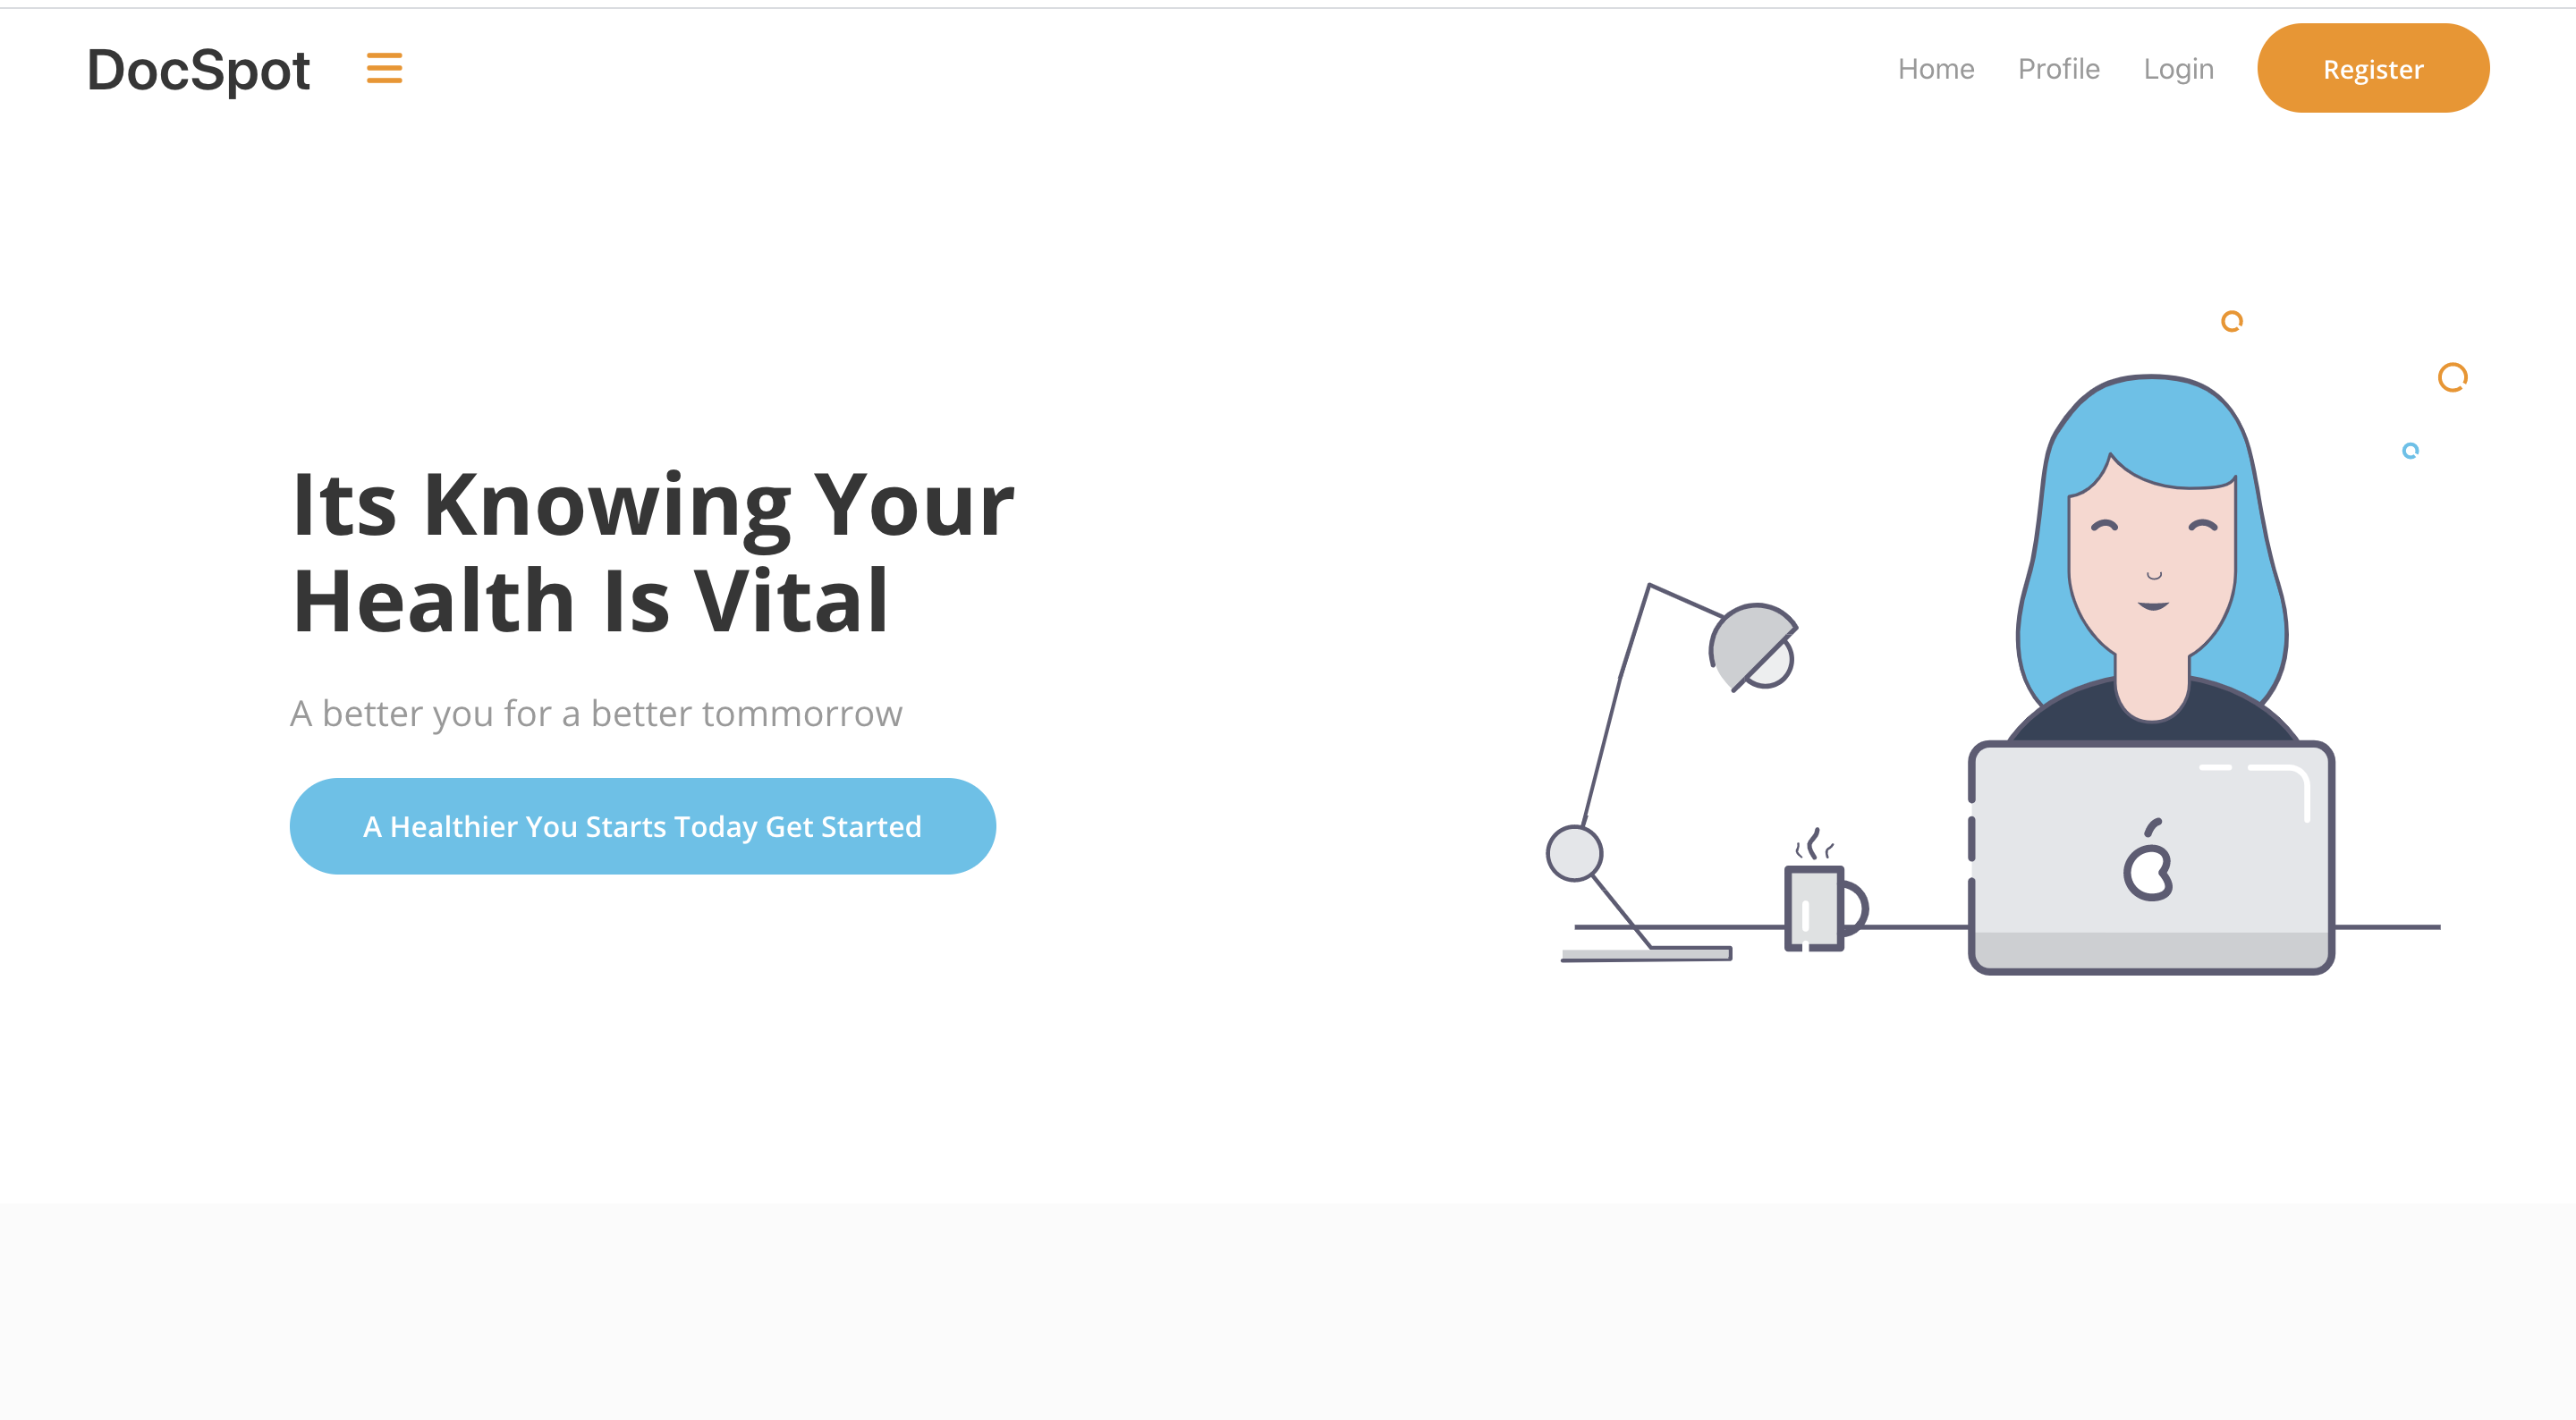 DocSpot
Home Profile Login Register
Its Knowing Your
Health Is Vital
A better you for a better tommorrow
A Healthier You Starts Today Get Started